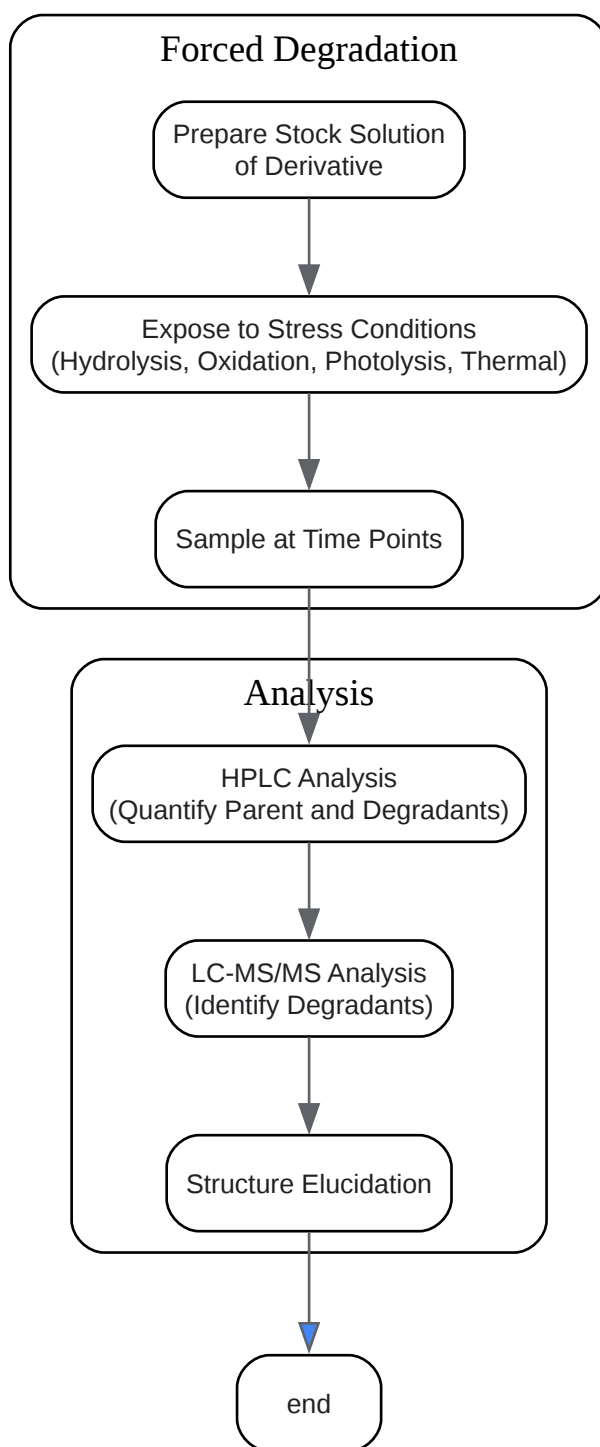 Forced Degradation
Prepare Stock Solution
of Derivative
Expose to Stress Conditions
(Hydrolysis, Oxidation, Photolysis, Thermal)
Sample at Time Points
Analysis
HPLC Analysis
(Quantify Parent and Degradants)
LC-MS/MS Analysis
(Identify Degradants)
Structure Elucidation
end